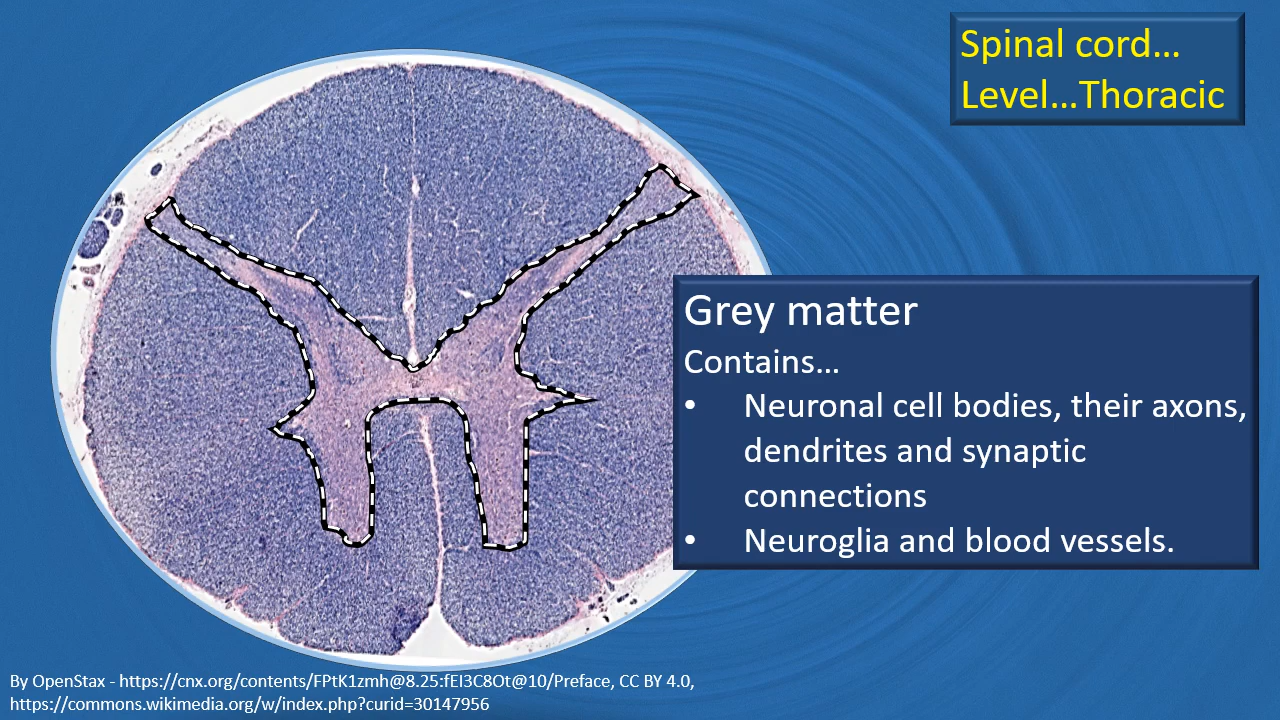 Spinal cord…
Level…Thoracic
Grey matter
Contains…
• Neuronal cell bodies, their axons,
dendrites and synaptic
connections
• Neuroglia and blood vessels.
By OpenStax - https://cnx.org/contents/FPtK1zmh@8.25:fEI3C8Ot@10/Preface, CC BY 4.0,
https://commons.wikimedia.org/w/index.php?curid=30147956